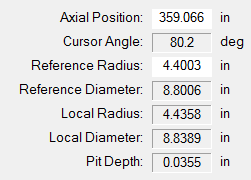 Axial Position: 359.066 in
Cursor Angle: 80.2 deg
Reference Radius: 4.4003 in
Reference Diameter: 8.8006 in
Local Radius: 4.4358 in
Local Diameter: 8.8389 in
Pit Depth: 0.0355 in